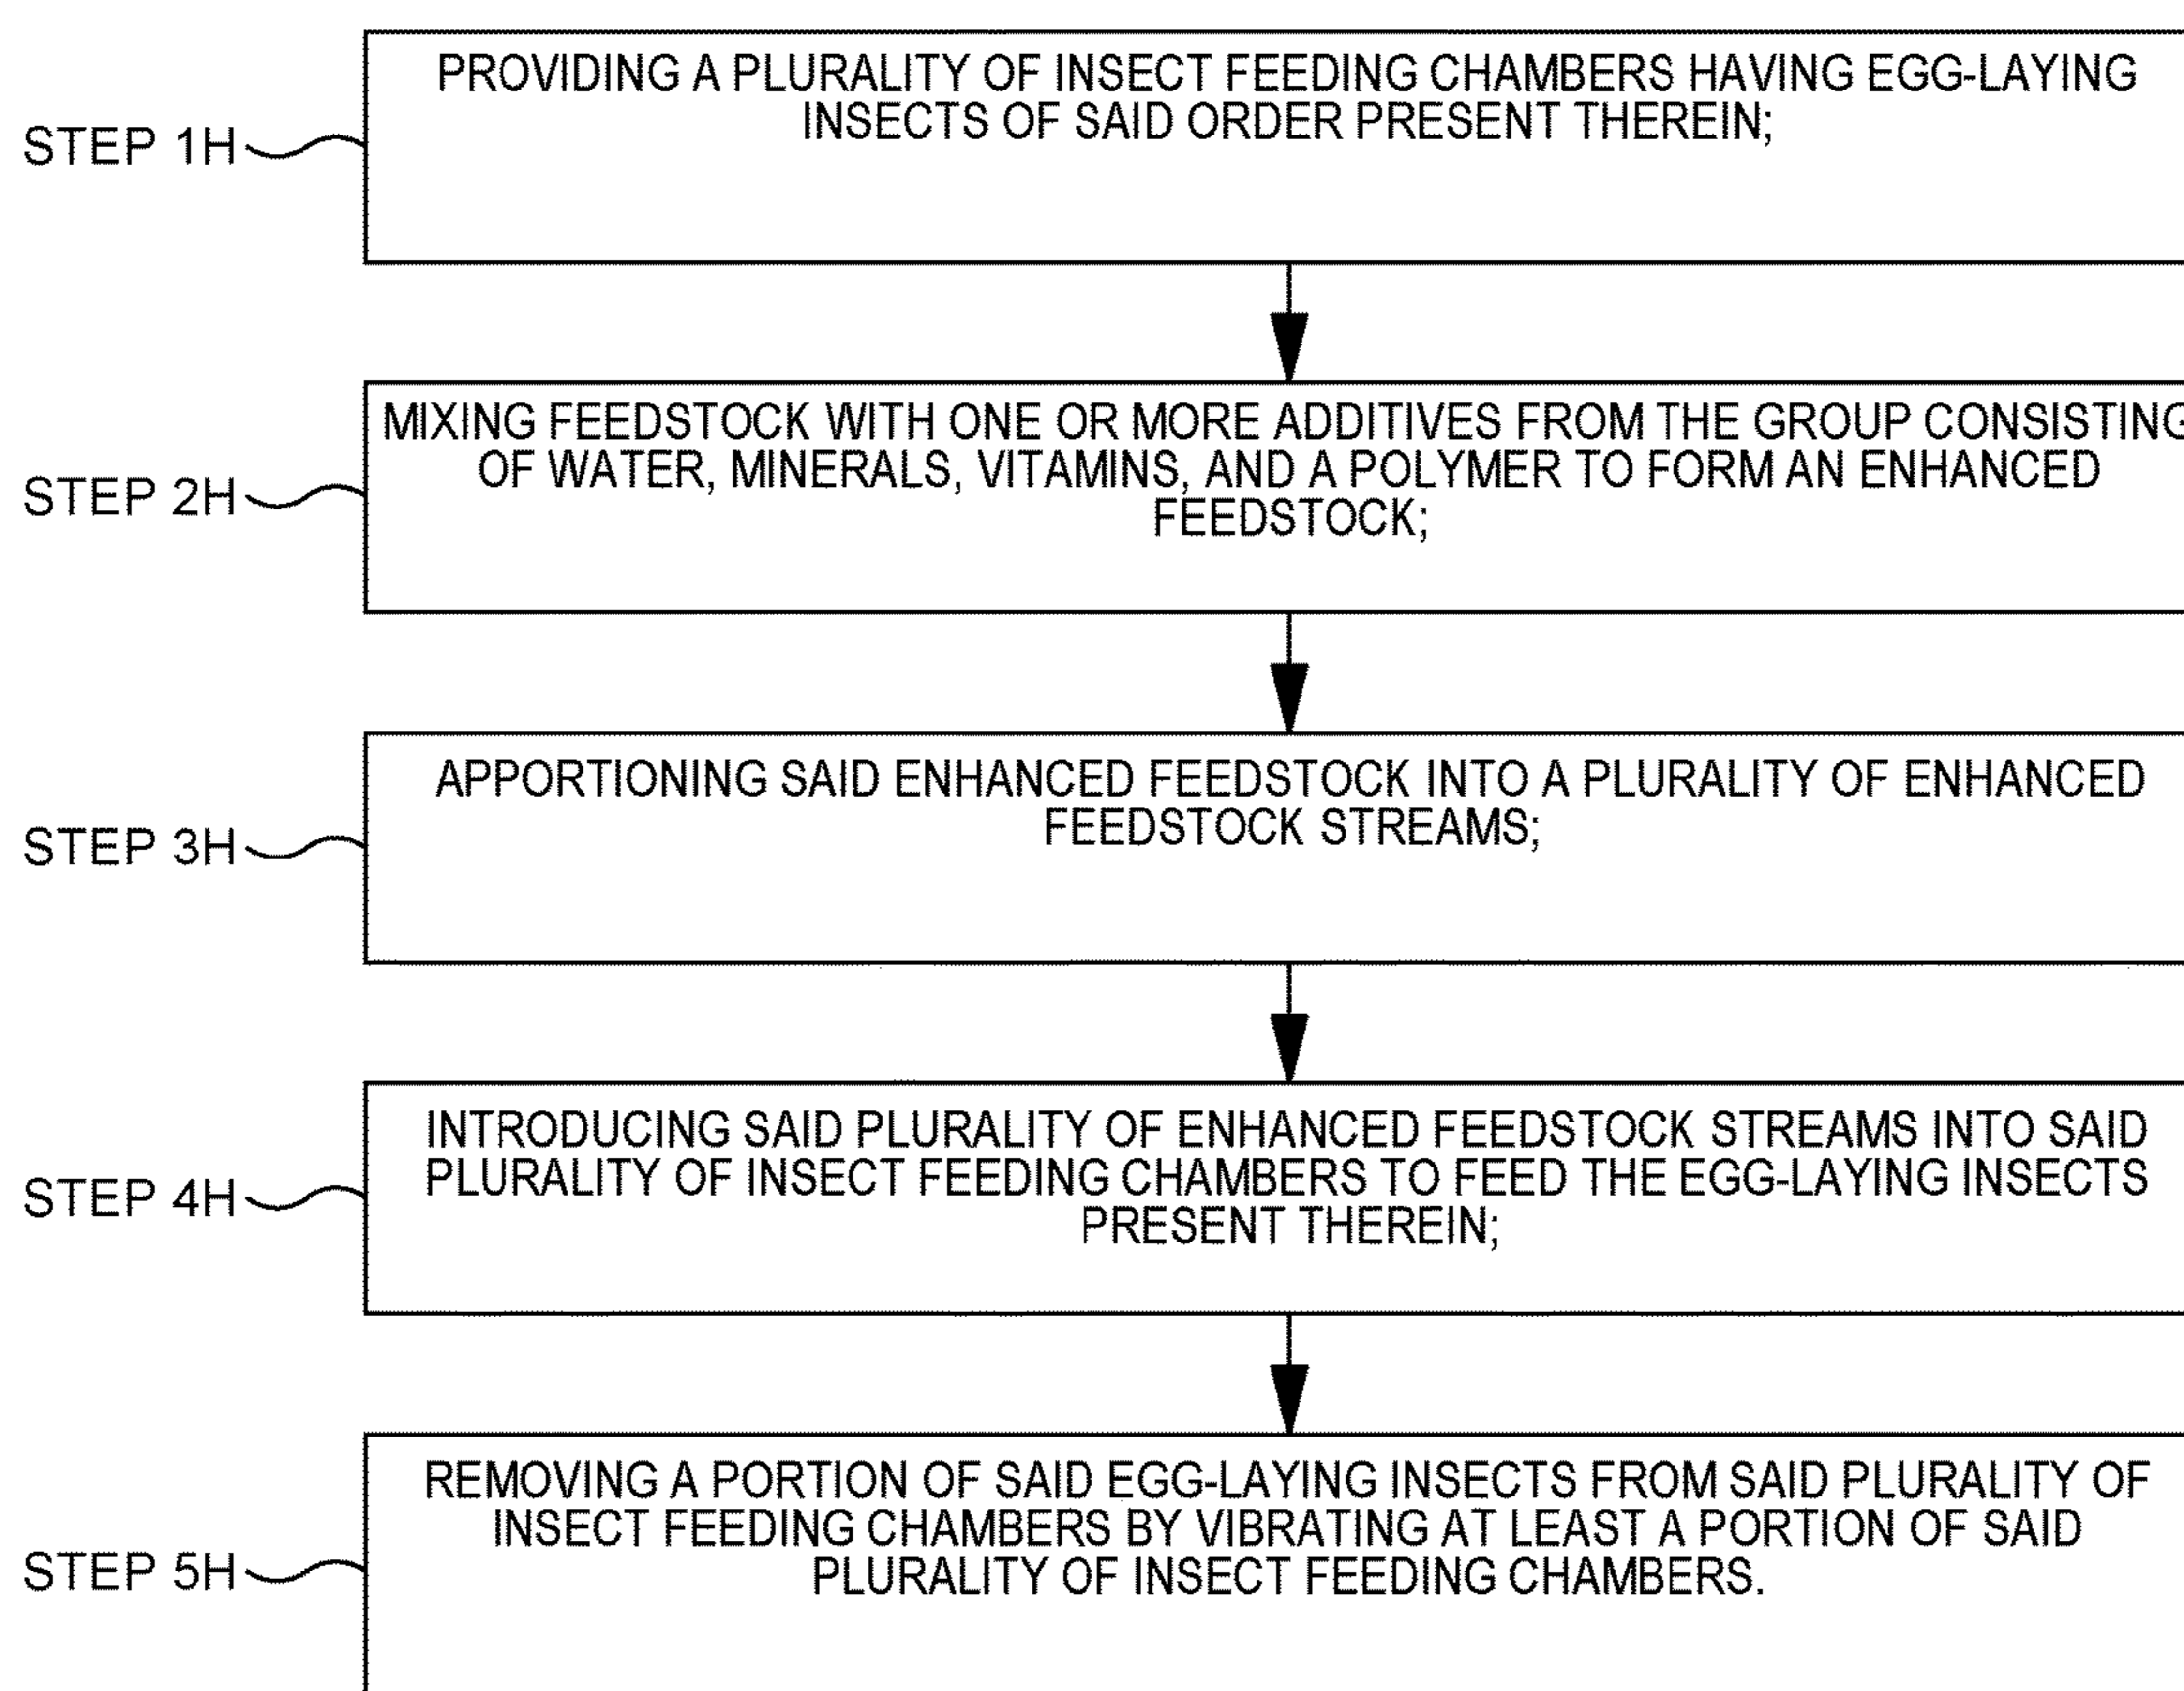 PROVIDING A PLURALITY OF INSECT FEEDING CHAMBERS HAVING EGG-LAYING
INSECTS OF SAID ORDER PRESENT THEREIN;
STEP 1H
MIXING FEEDSTOCK WITH ONE OR MORE ADDITIVES FROM THE GROUP CONSISTING
OF WATER, MINERALS, VITAMINS, AND A POLYMER TO FORM AN ENHANCED
FEEDSTOCK;
STEP 2H
APPORTIONING SAID ENHANCED FEEDSTOCK INTO A PLURALITY OF ENHANCED
FEEDSTOCK STREAMS;
STEP 3H
INTRODUCING SAID PLURALITY OF ENHANCED FEEDSTOCK STREAMS INTO SAID
PLURALITY OF INSECT FEEDING CHAMBERS TO FEED THE EGG-LAYING INSECTS
PRESENT THEREIN;
STEP 4H
REMOVING A PORTION OF SAID EGG-LAYING INSECTS FROM SAID PLURALITY OF
INSECT FEEDING CHAMBERS BY VIBRATING AT LEAST A PORTION OF SAID
PLURALITY OF INSECT FEEDING CHAMBERS.
STEP 5H